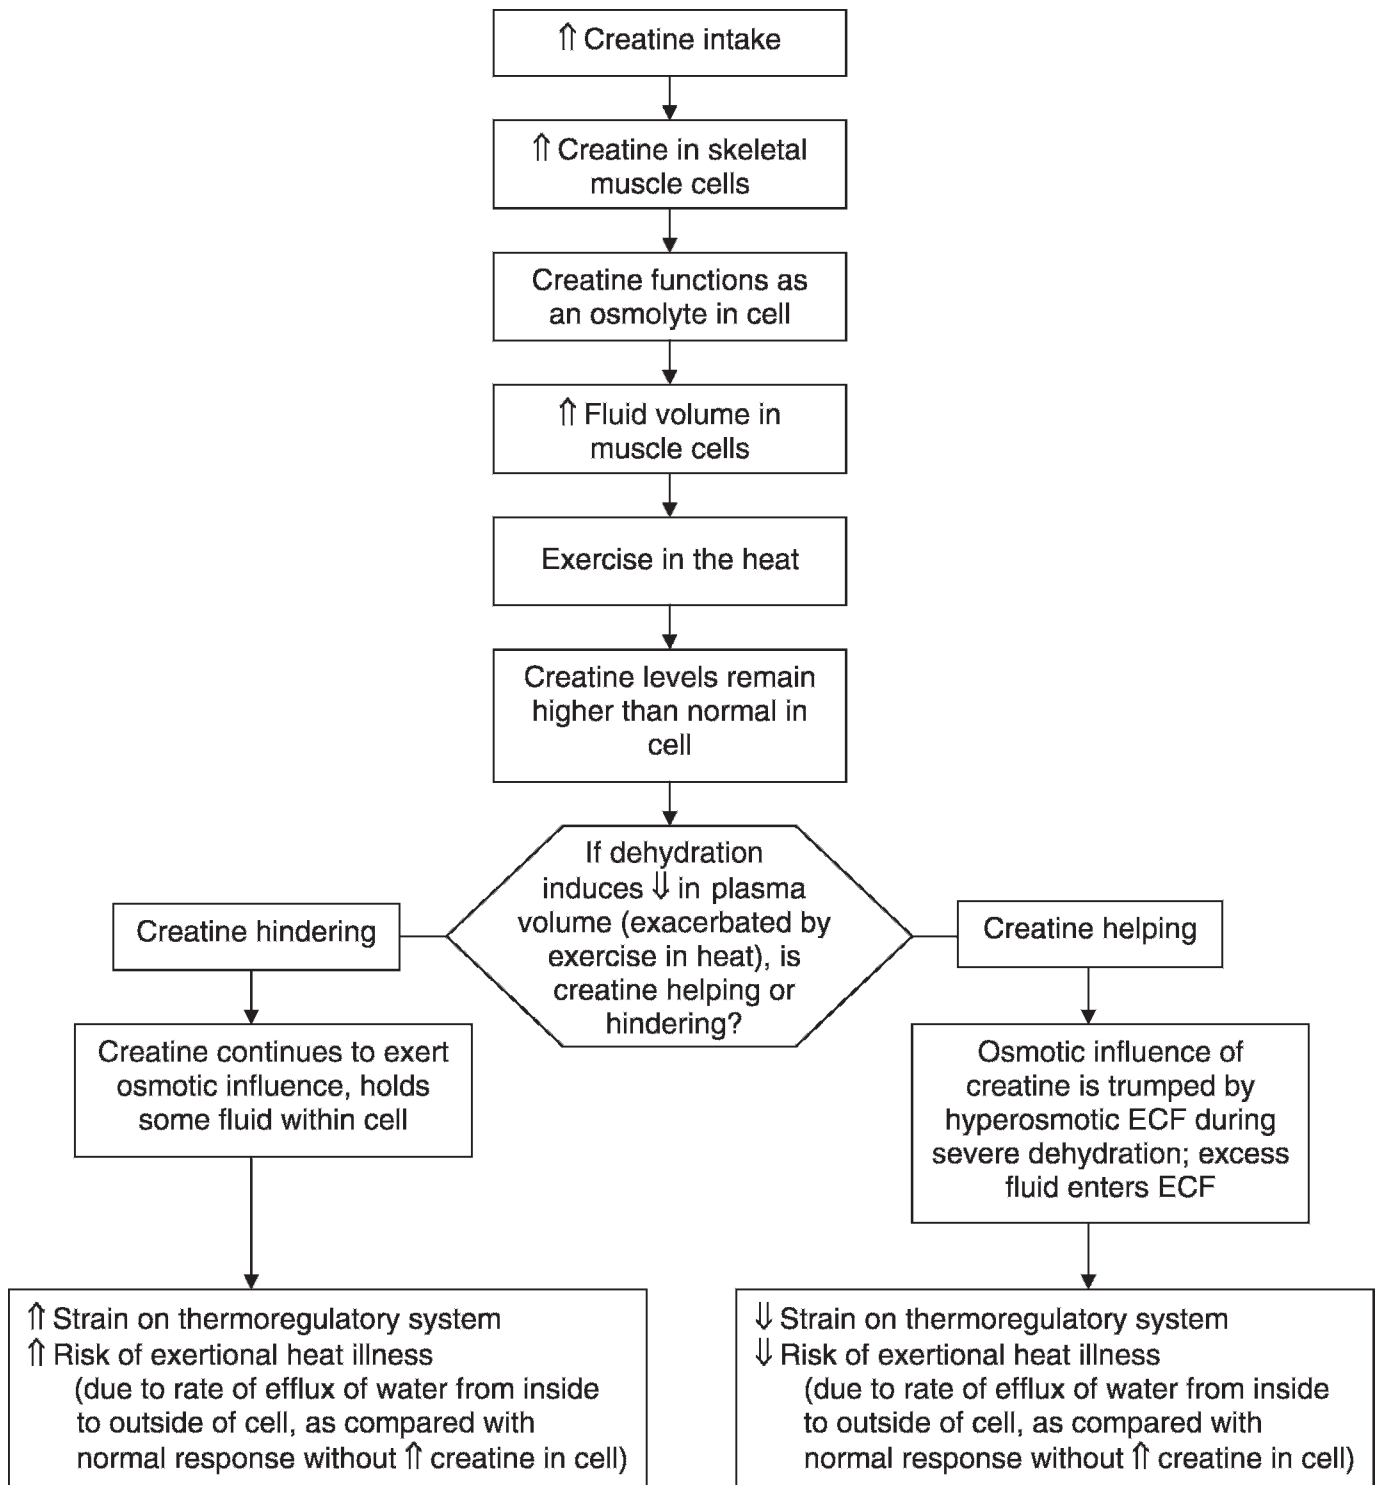 ⇑ Creatine intake
⇑ Creatine in skeletal
muscle cells
Creatine functions as
an osmolyte in cell
⇑ Fluid volume in
muscle cells
Exercise in the heat
Creatine levels remain
higher than normal in
cell
If dehydration
induces ⇓ in plasma
volume (exacerbated by
exercise in heat), is
creatine helping or
hindering?
Creatine hindering
Creatine continues to exert
osmotic influence, holds
some fluid within cell
⇑ Strain on thermoregulatory system
⇑ Risk of exertional heat illness
(due to rate of efflux of water from inside
to outside of cell, as compared with
normal response without ⇑ creatine in cell)
Creatine helping
Osmotic influence of
creatine is trumped by
hyperosmotic ECF during
severe dehydration; excess
fluid enters ECF
⇓ Strain on thermoregulatory system
⇓ Risk of exertional heat illness
(due to rate of efflux of water from inside
to outside of cell, as compared with
normal response without ⇑ creatine in cell)